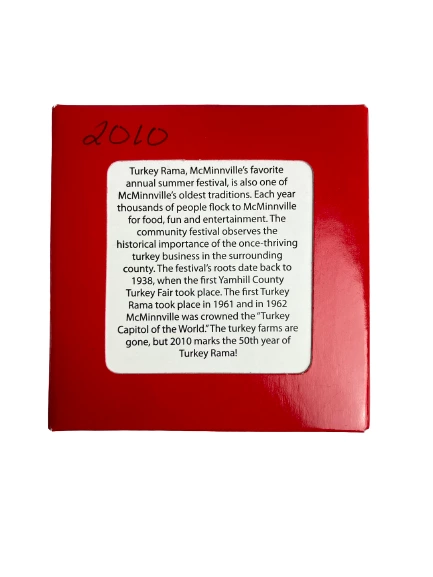 2010
Turkey Rama, McMinnville's favorite
annual summer festival, is also one of
McMinnville's oldest traditions. Each year
thousands of people flock to McMinnville
for food, fun and entertainment. The
community festival observes the
historical importance of the once-thriving
turkey business in the surrounding
county. The festival's roots date back to
1938, when the first Yamhill County
Turkey Fair took place. The first Turkey
Rama took place in 1961 and in 1962
McMinnville was crowned the "Turkey
Capitol of the World." The turkey farms are
gone, but 2010 marks the 50th year of
Turkey Rama!